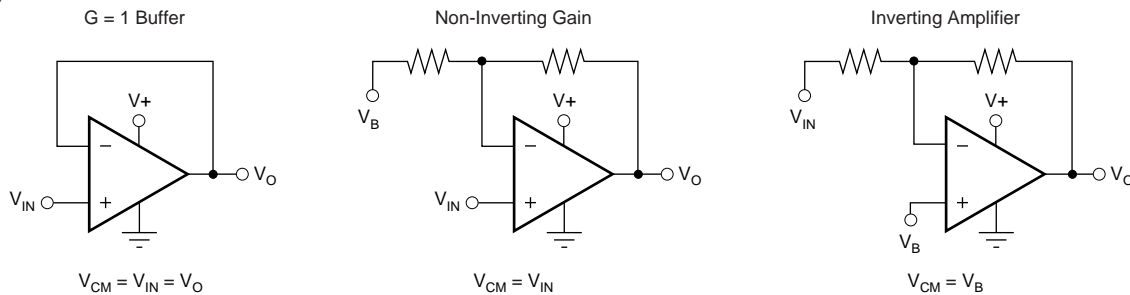 G = 1 Buffer
V+
−
+
V_IN
V_O
V_CM = V_IN = V_O
Non-Inverting Gain
V_B
V+
−
+
V_IN
V_O
V_CM = V_IN
Inverting Amplifier
V_IN
V+
−
+
V_B
V_O
V_CM = V_B